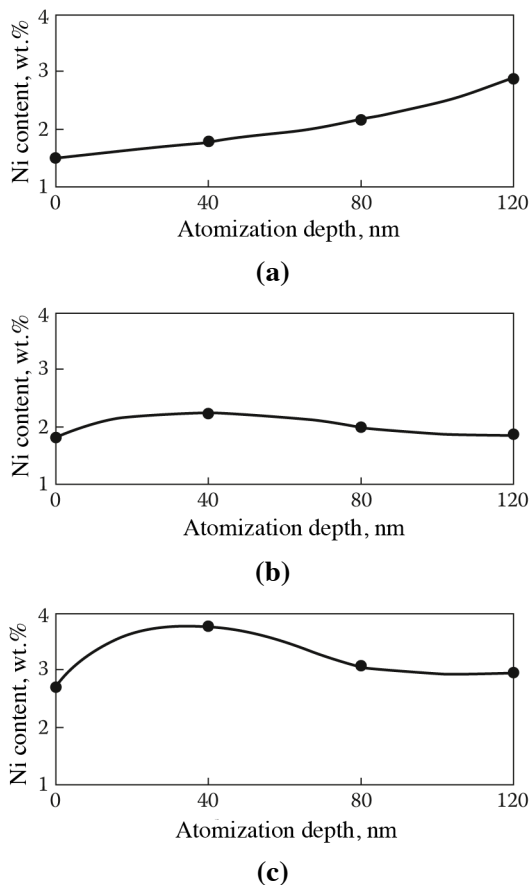 4
3
2
1
Ni content, wt.%
0 40 80 120
Atomization depth, nm
(a)
4
3
2
1
Ni content, wt.%
0 40 80 120
Atomization depth, nm
(b)
4
3
2
1
Ni content, wt.%
0 40 80 120
Atomization depth, nm
(c)